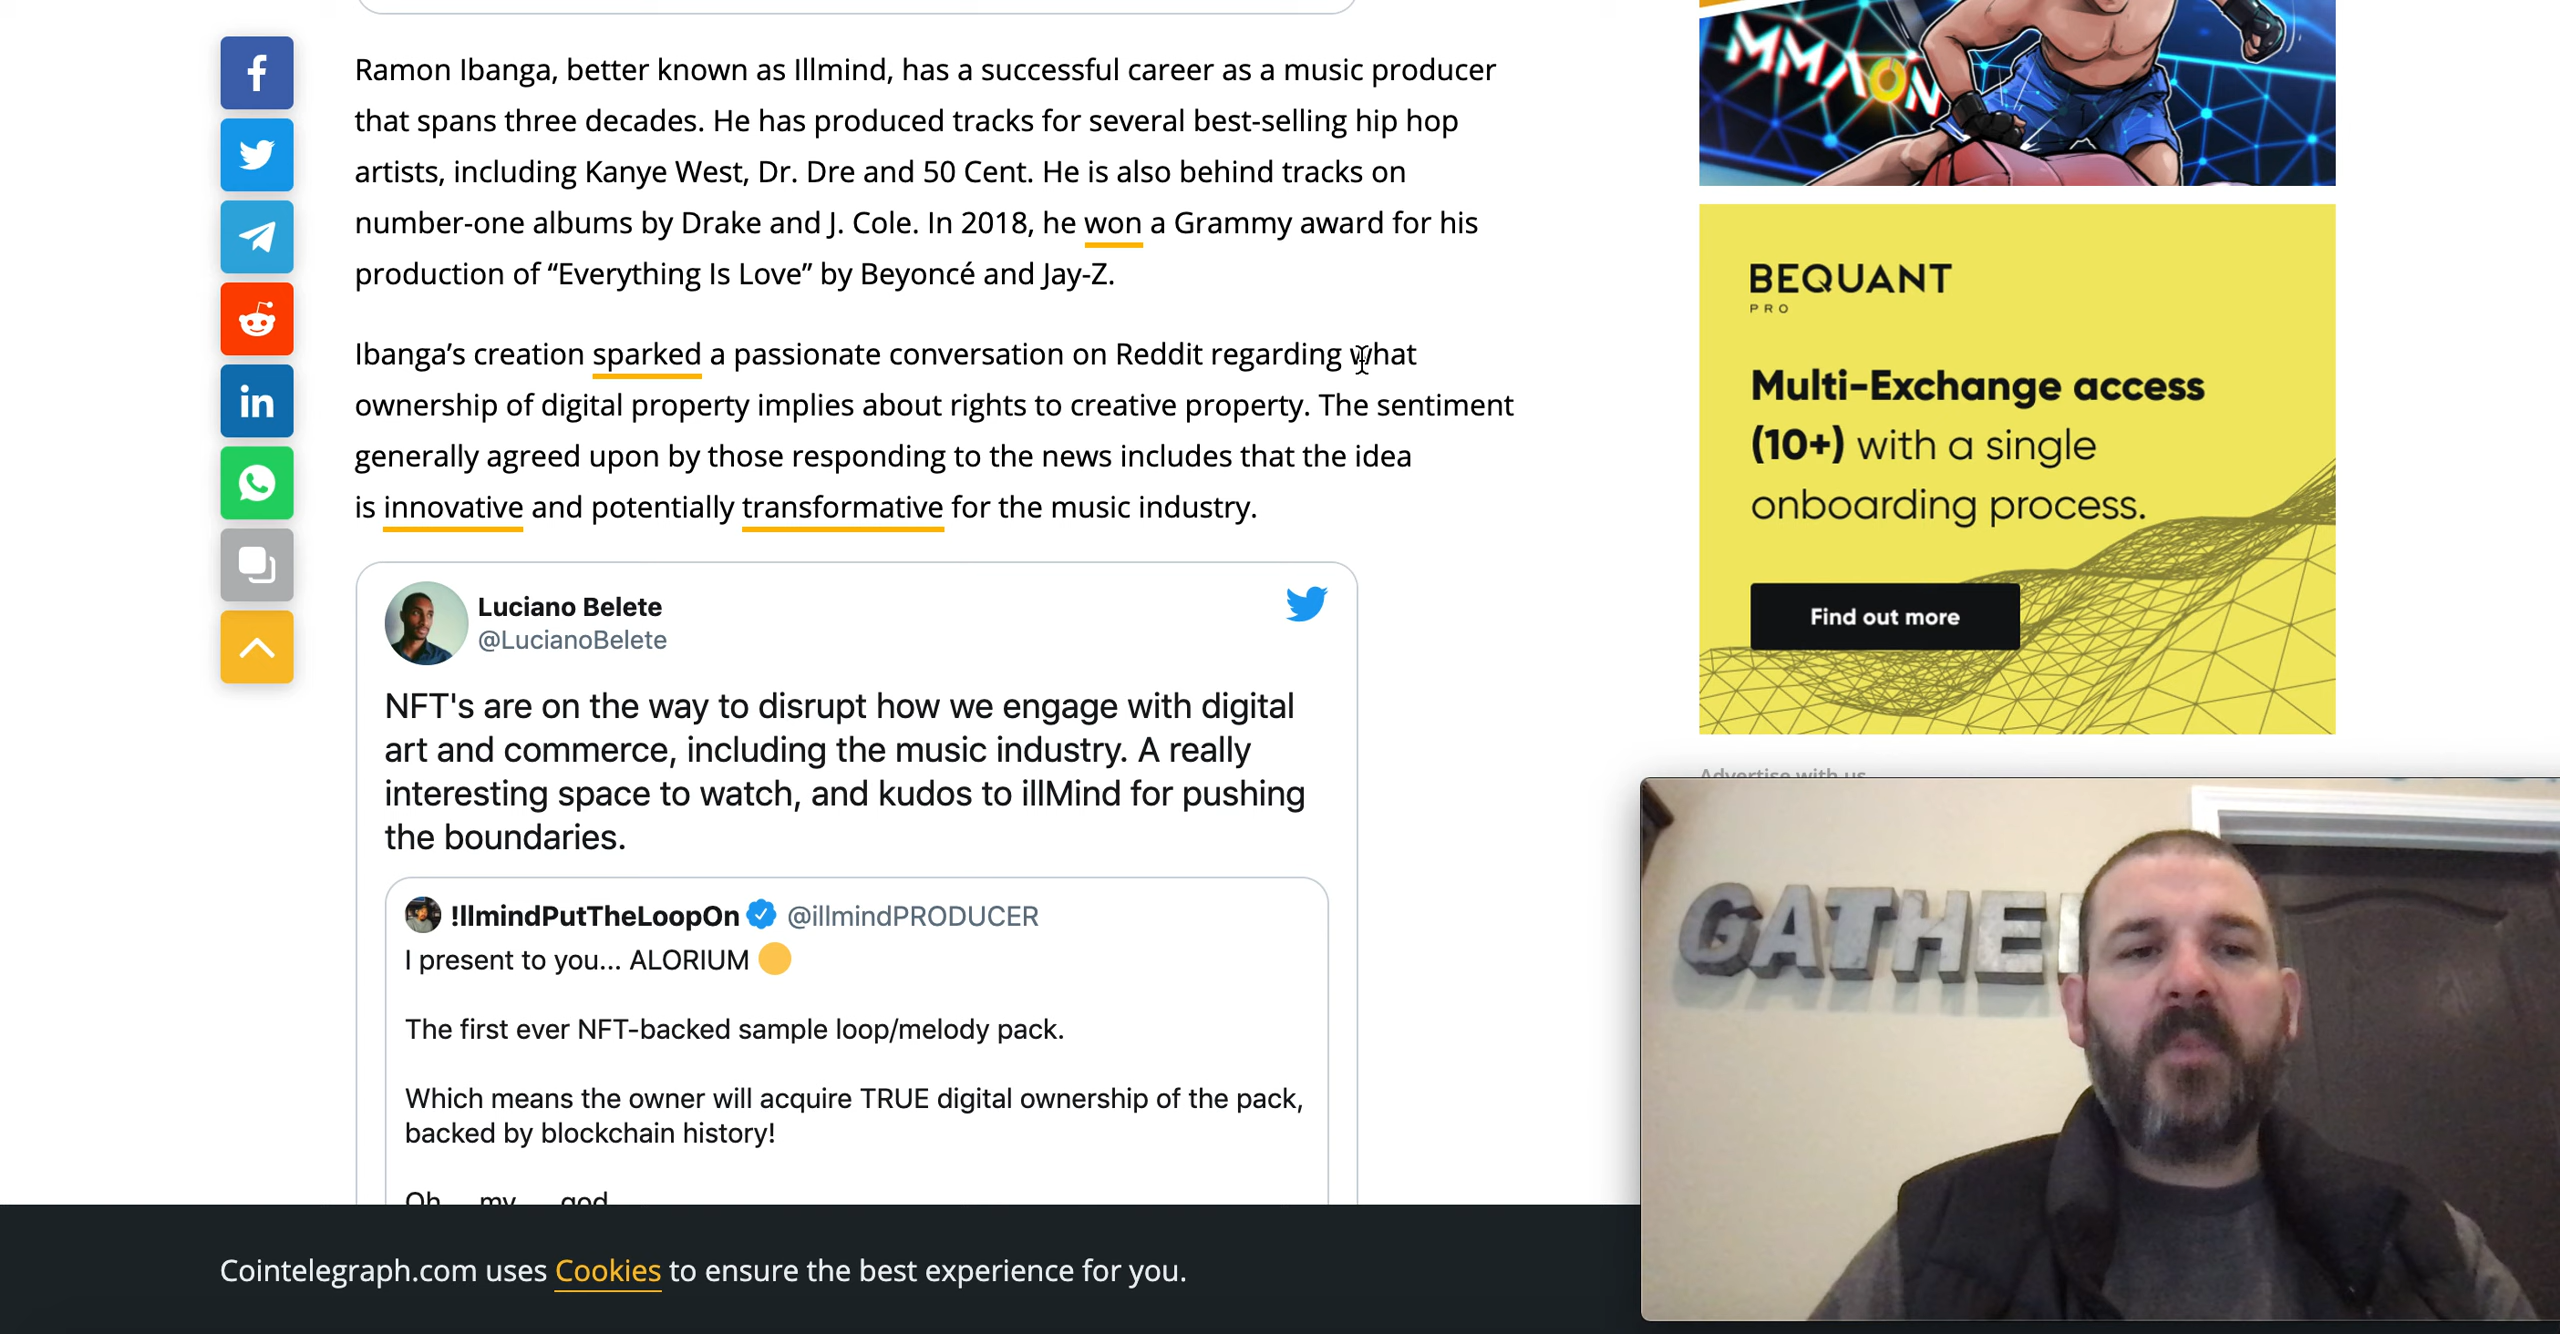 Ramon Ibanga, better known as Illmind, has a successful career as a music producer
that spans three decades. He has produced tracks for several best-selling hip hop
artists, including Kanye West, Dr. Dre and 50 Cent. He is also behind tracks on
number-one albums by Drake and J. Cole. In 2018, he won a Grammy award for his
production of “Everything Is Love” by Beyoncé and Jay-Z.
Ibanga’s creation sparked a passionate conversation on Reddit regarding what
ownership of digital property implies about rights to creative property. The sentiment
generally agreed upon by those responding to the news includes that the idea
is innovative and potentially transformative for the music industry.
Luciano Belete
@LucianoBelete
NFT's are on the way to disrupt how we engage with digital
art and commerce, including the music industry. A really
interesting space to watch, and kudos to illMind for pushing
the boundaries.
!llmindPutTheLoopOn @illmindPRODUCER
I present to you... ALORIUM
The first ever NFT-backed sample loop/melody pack.
Which means the owner will acquire TRUE digital ownership of the pack,
backed by blockchain history!
Oh.... my.... god
Cointelegraph.com uses Cookies to ensure the best experience for you.
MMAON
BEQUANT
PRO
Multi-Exchange access
(10+) with a single
onboarding process.
Find out more
Advertise with us
GATHE